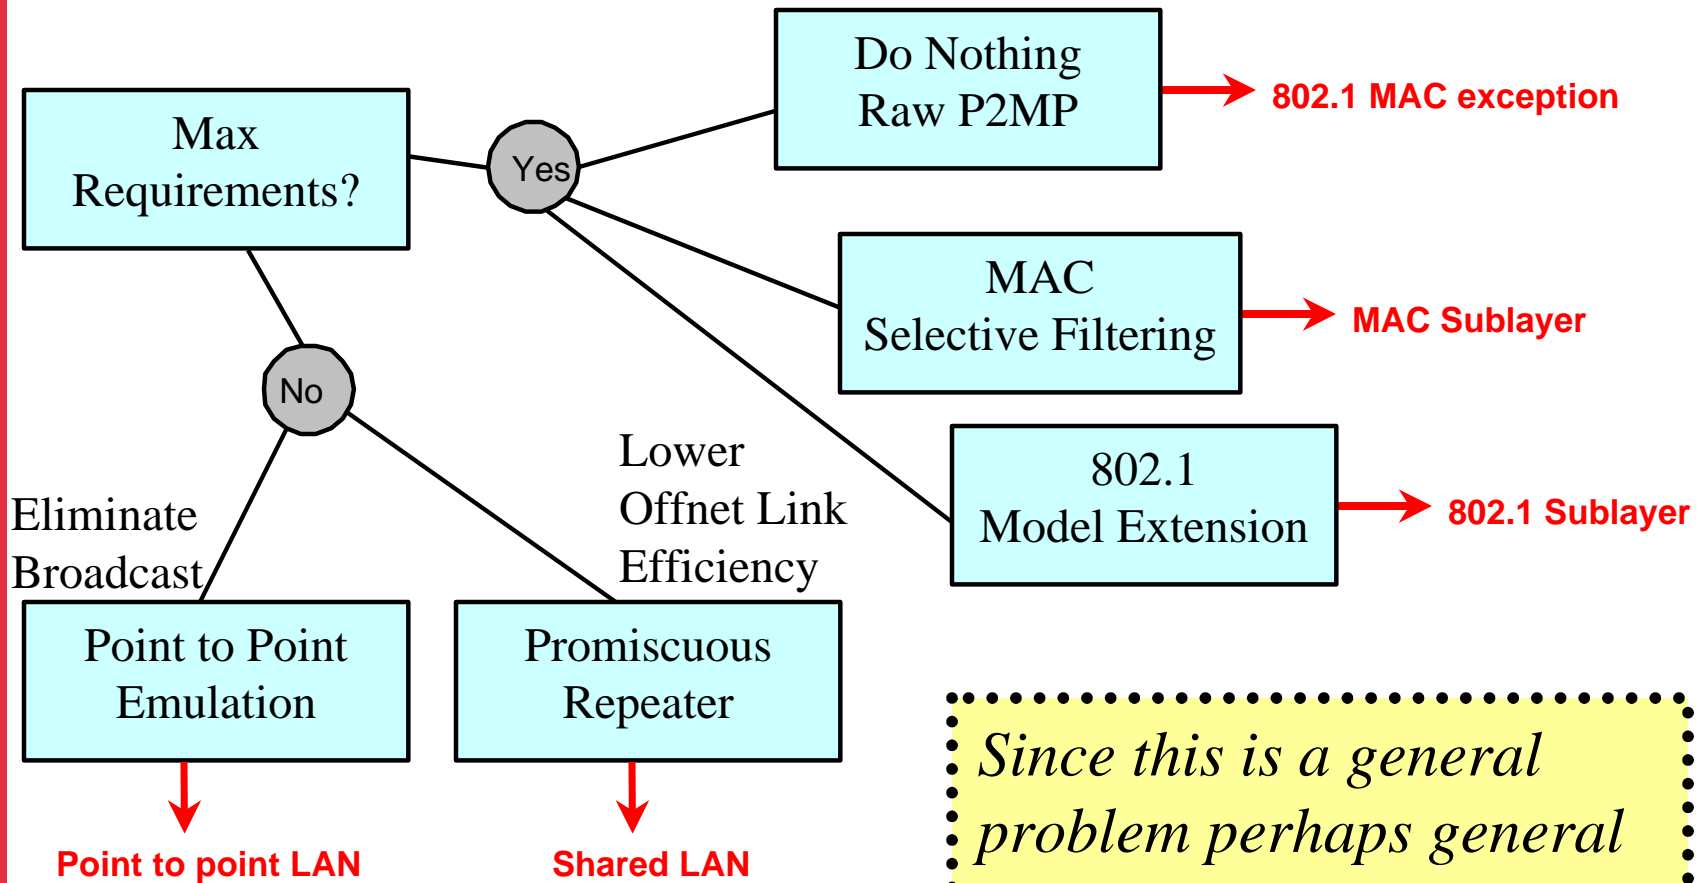 Do Nothing
Raw P2MP
802.1 MAC exception
Max
Requirements?
Yes
MAC
Selective Filtering
MAC Sublayer
No
802.1
Model Extension
802.1 Sublayer
Eliminate
Broadcast
Lower
Offnet Link
Efficiency
Point to Point
Emulation
Promiscuous
Repeater
Point to point LAN
Shared LAN
Since this is a general
problem perhaps general